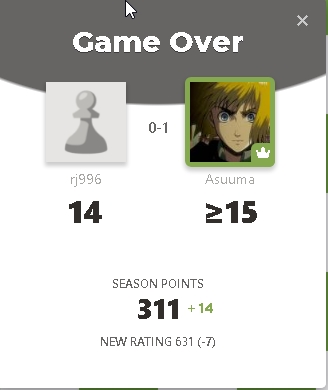 Game Over
0-1
rj996
Asuuma
14
≥15
SEASON POINTS
311 +14
NEW RATING 631 (-7)